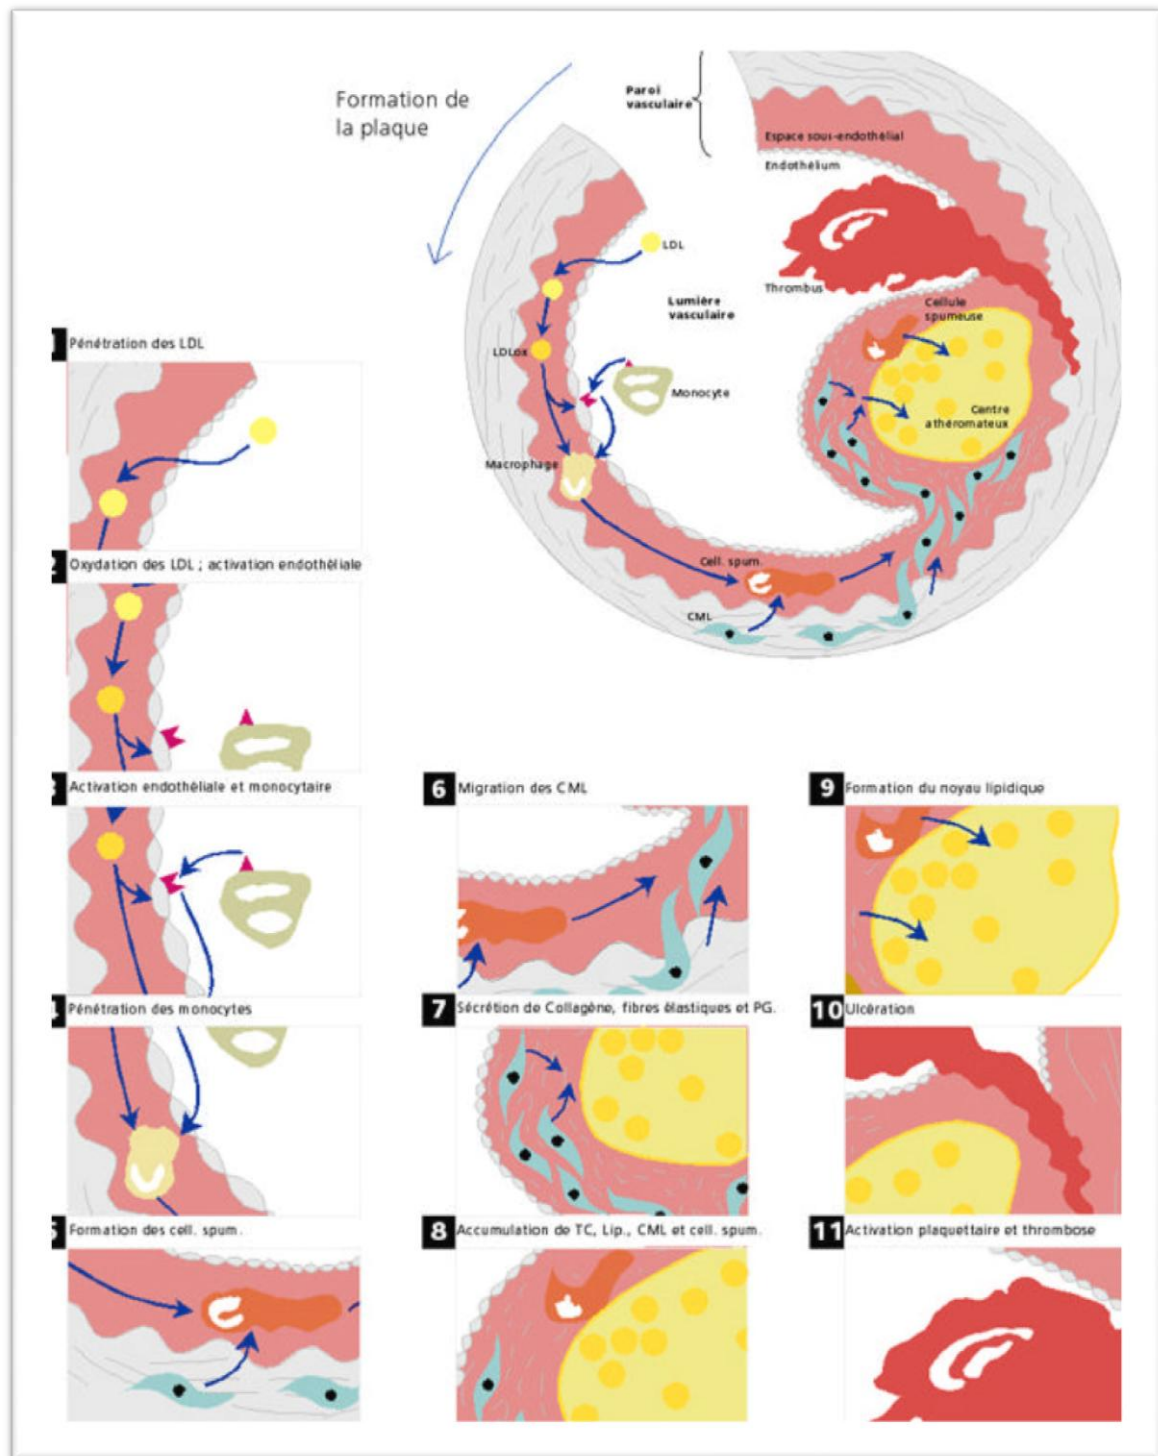 Formation de
la plaque
Paroi
vasculaire
Espace sous-endothélial
Endothélium
LDL
Thrombus
Lumière
vasculaire
Cellule
spumeuse
LDLox
Monocyte
Centre
athéromateux
Macrophage
Cell. spum.
CML
1 Pénétration des LDL
2 Oxydation des LDL ; activation endothéliale
3 Activation endothéliale et monocytaire
4 Pénétration des monocytes
5 Formation des cell. spum.
6 Migration des CML
7 Sécrétion de Collagène, fibres élastiques et PG.
8 Accumulation de TC, Lip., CML et cell. spum.
9 Formation du noyau lipidique
10 Ulcération
11 Activation plaquettaire et thrombose